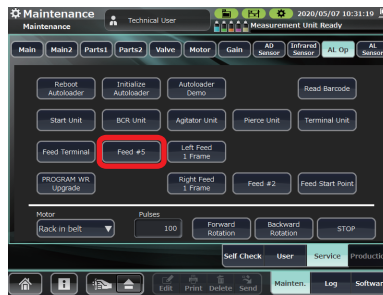 Maintenance
Maintenance
Technical User
2020/05/07 10:31:19
Measurement Unit Ready
Main Main2 Parts1 Parts2 Valve Motor Gain AD Sensor Infrared Sensor AL Op AL Sensor
Reboot Autoloader
Initialize Autoloader
Autoloader Demo
Read Barcode
Start Unit
BCR Unit
Agitator Unit
Pierce Unit
Terminal Unit
Feed Terminal
Feed #5
Left Feed 1 Frame
PROGRAM WR Upgrade
Right Feed 1 Frame
Feed #2
Feed Start Point
Motor
Pulses
Rack in belt
100
Forward Rotation
Backward Rotation
STOP
Self Check User Service Productio
Edit Print Delete Send
Mainten. Log Softwar